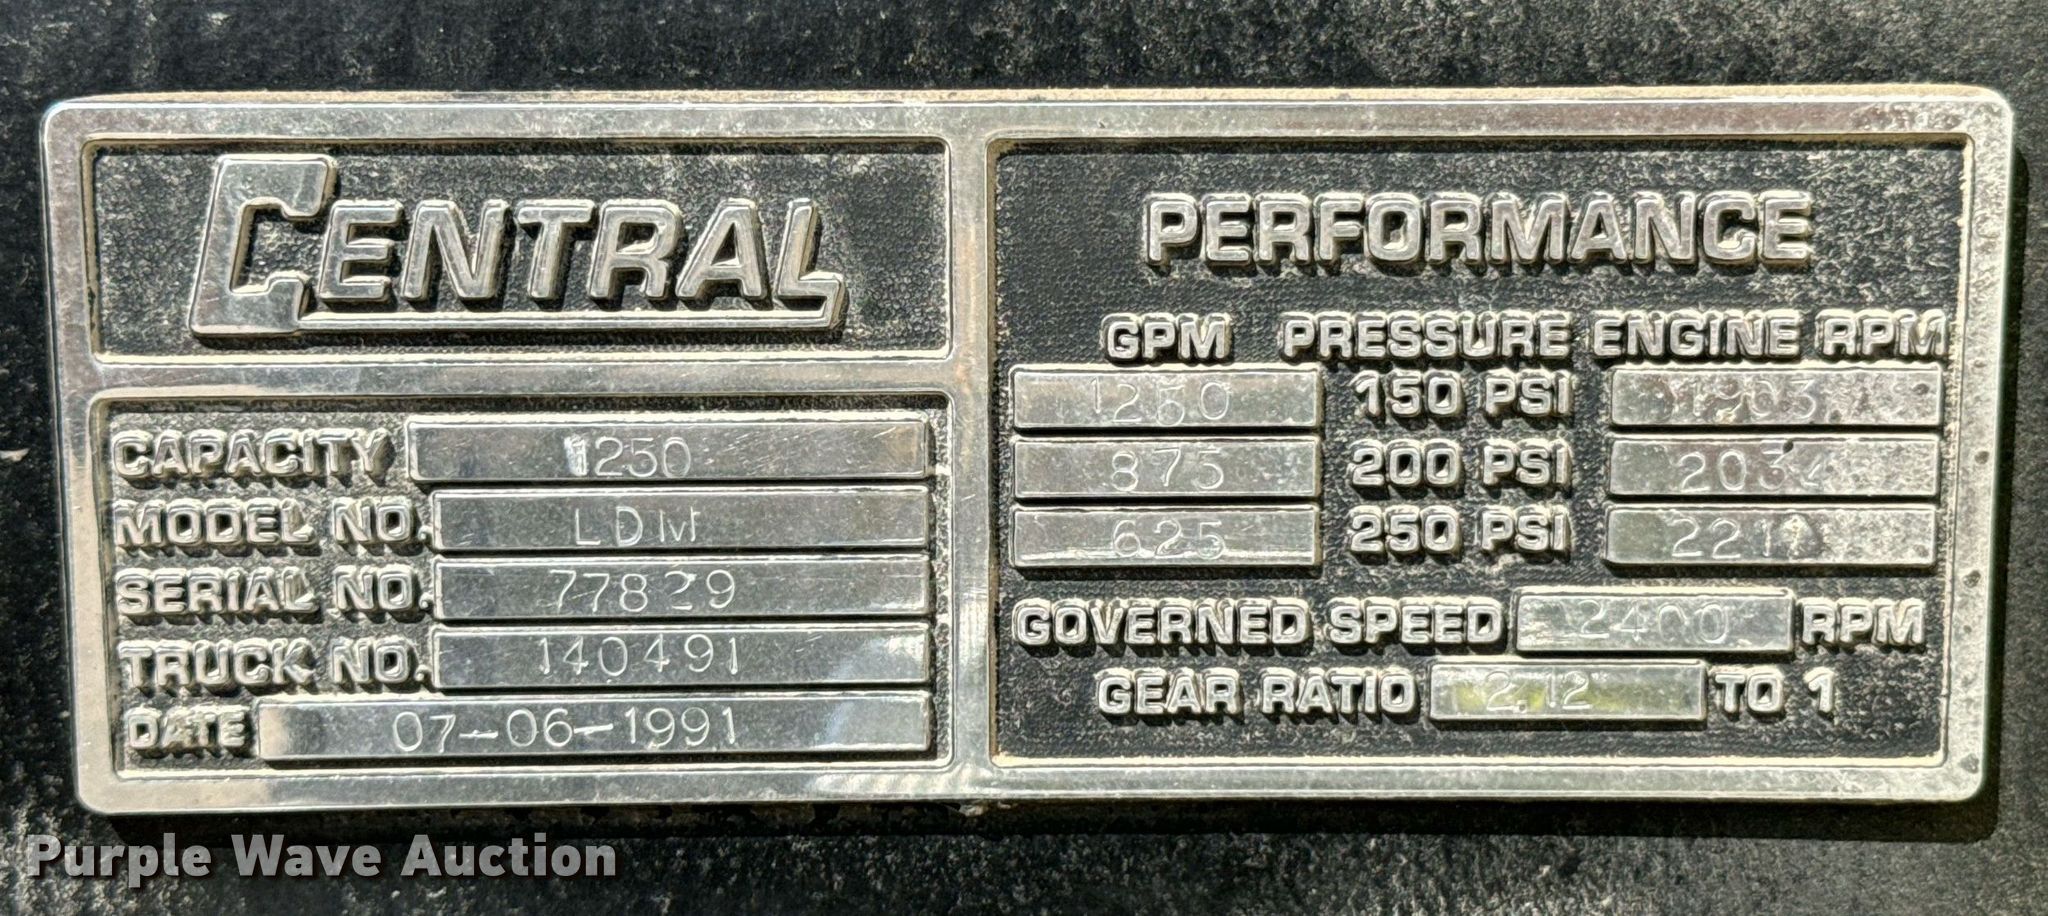 CENTRAL
CAPACITY 1250
MODEL NO. LDM
SERIAL NO. 77829
TRUCK NO. 140491
DATE 07-06-1991
PERFORMANCE
GPM PRESSURE ENGINE RPM
1250 150 PSI 1903
875 200 PSI 2034
625 250 PSI
GOVERNED SPEED 2400 RPM
GEAR RATIO 2.12 TO 1
Purple Wave Auction